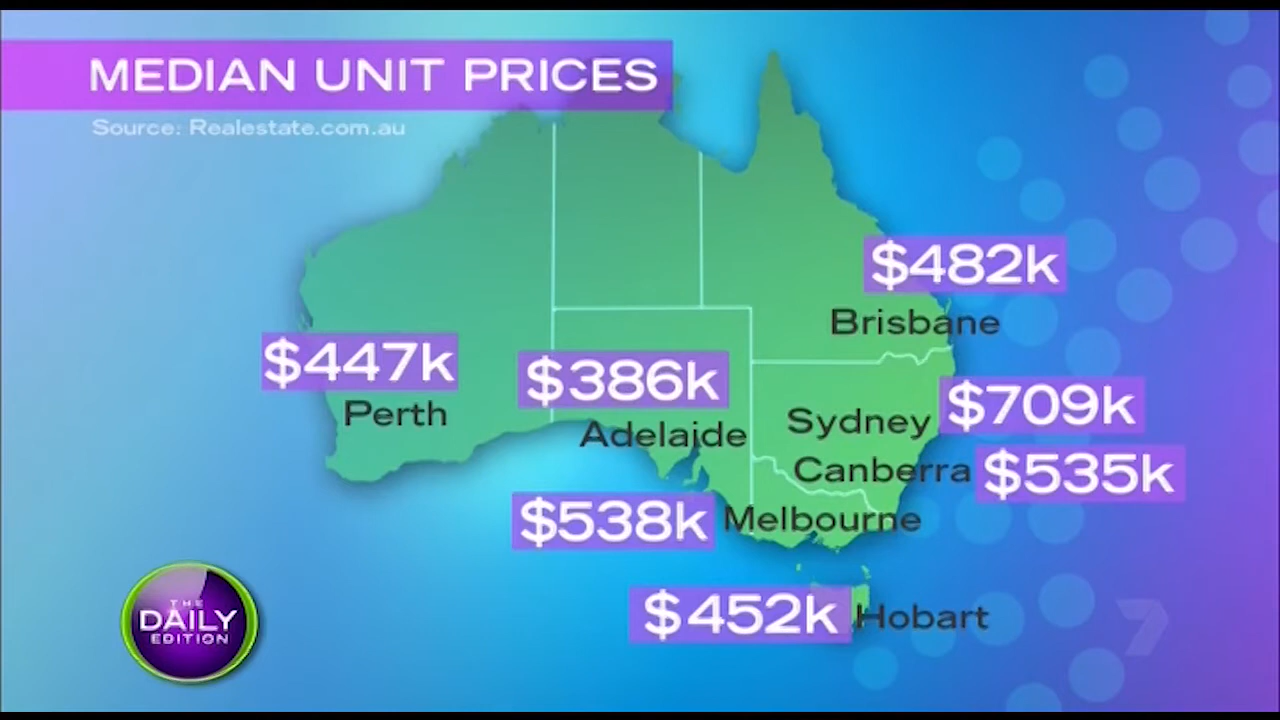 MEDIAN UNIT PRICES
Source: Realestate.com.au
$482k
Brisbane
$447k
Perth
$386k
Adelaide
Sydney $709k
Canberra $535k
$538k Melbourne
$452k Hobart
THE
DAILY
EDITION
7